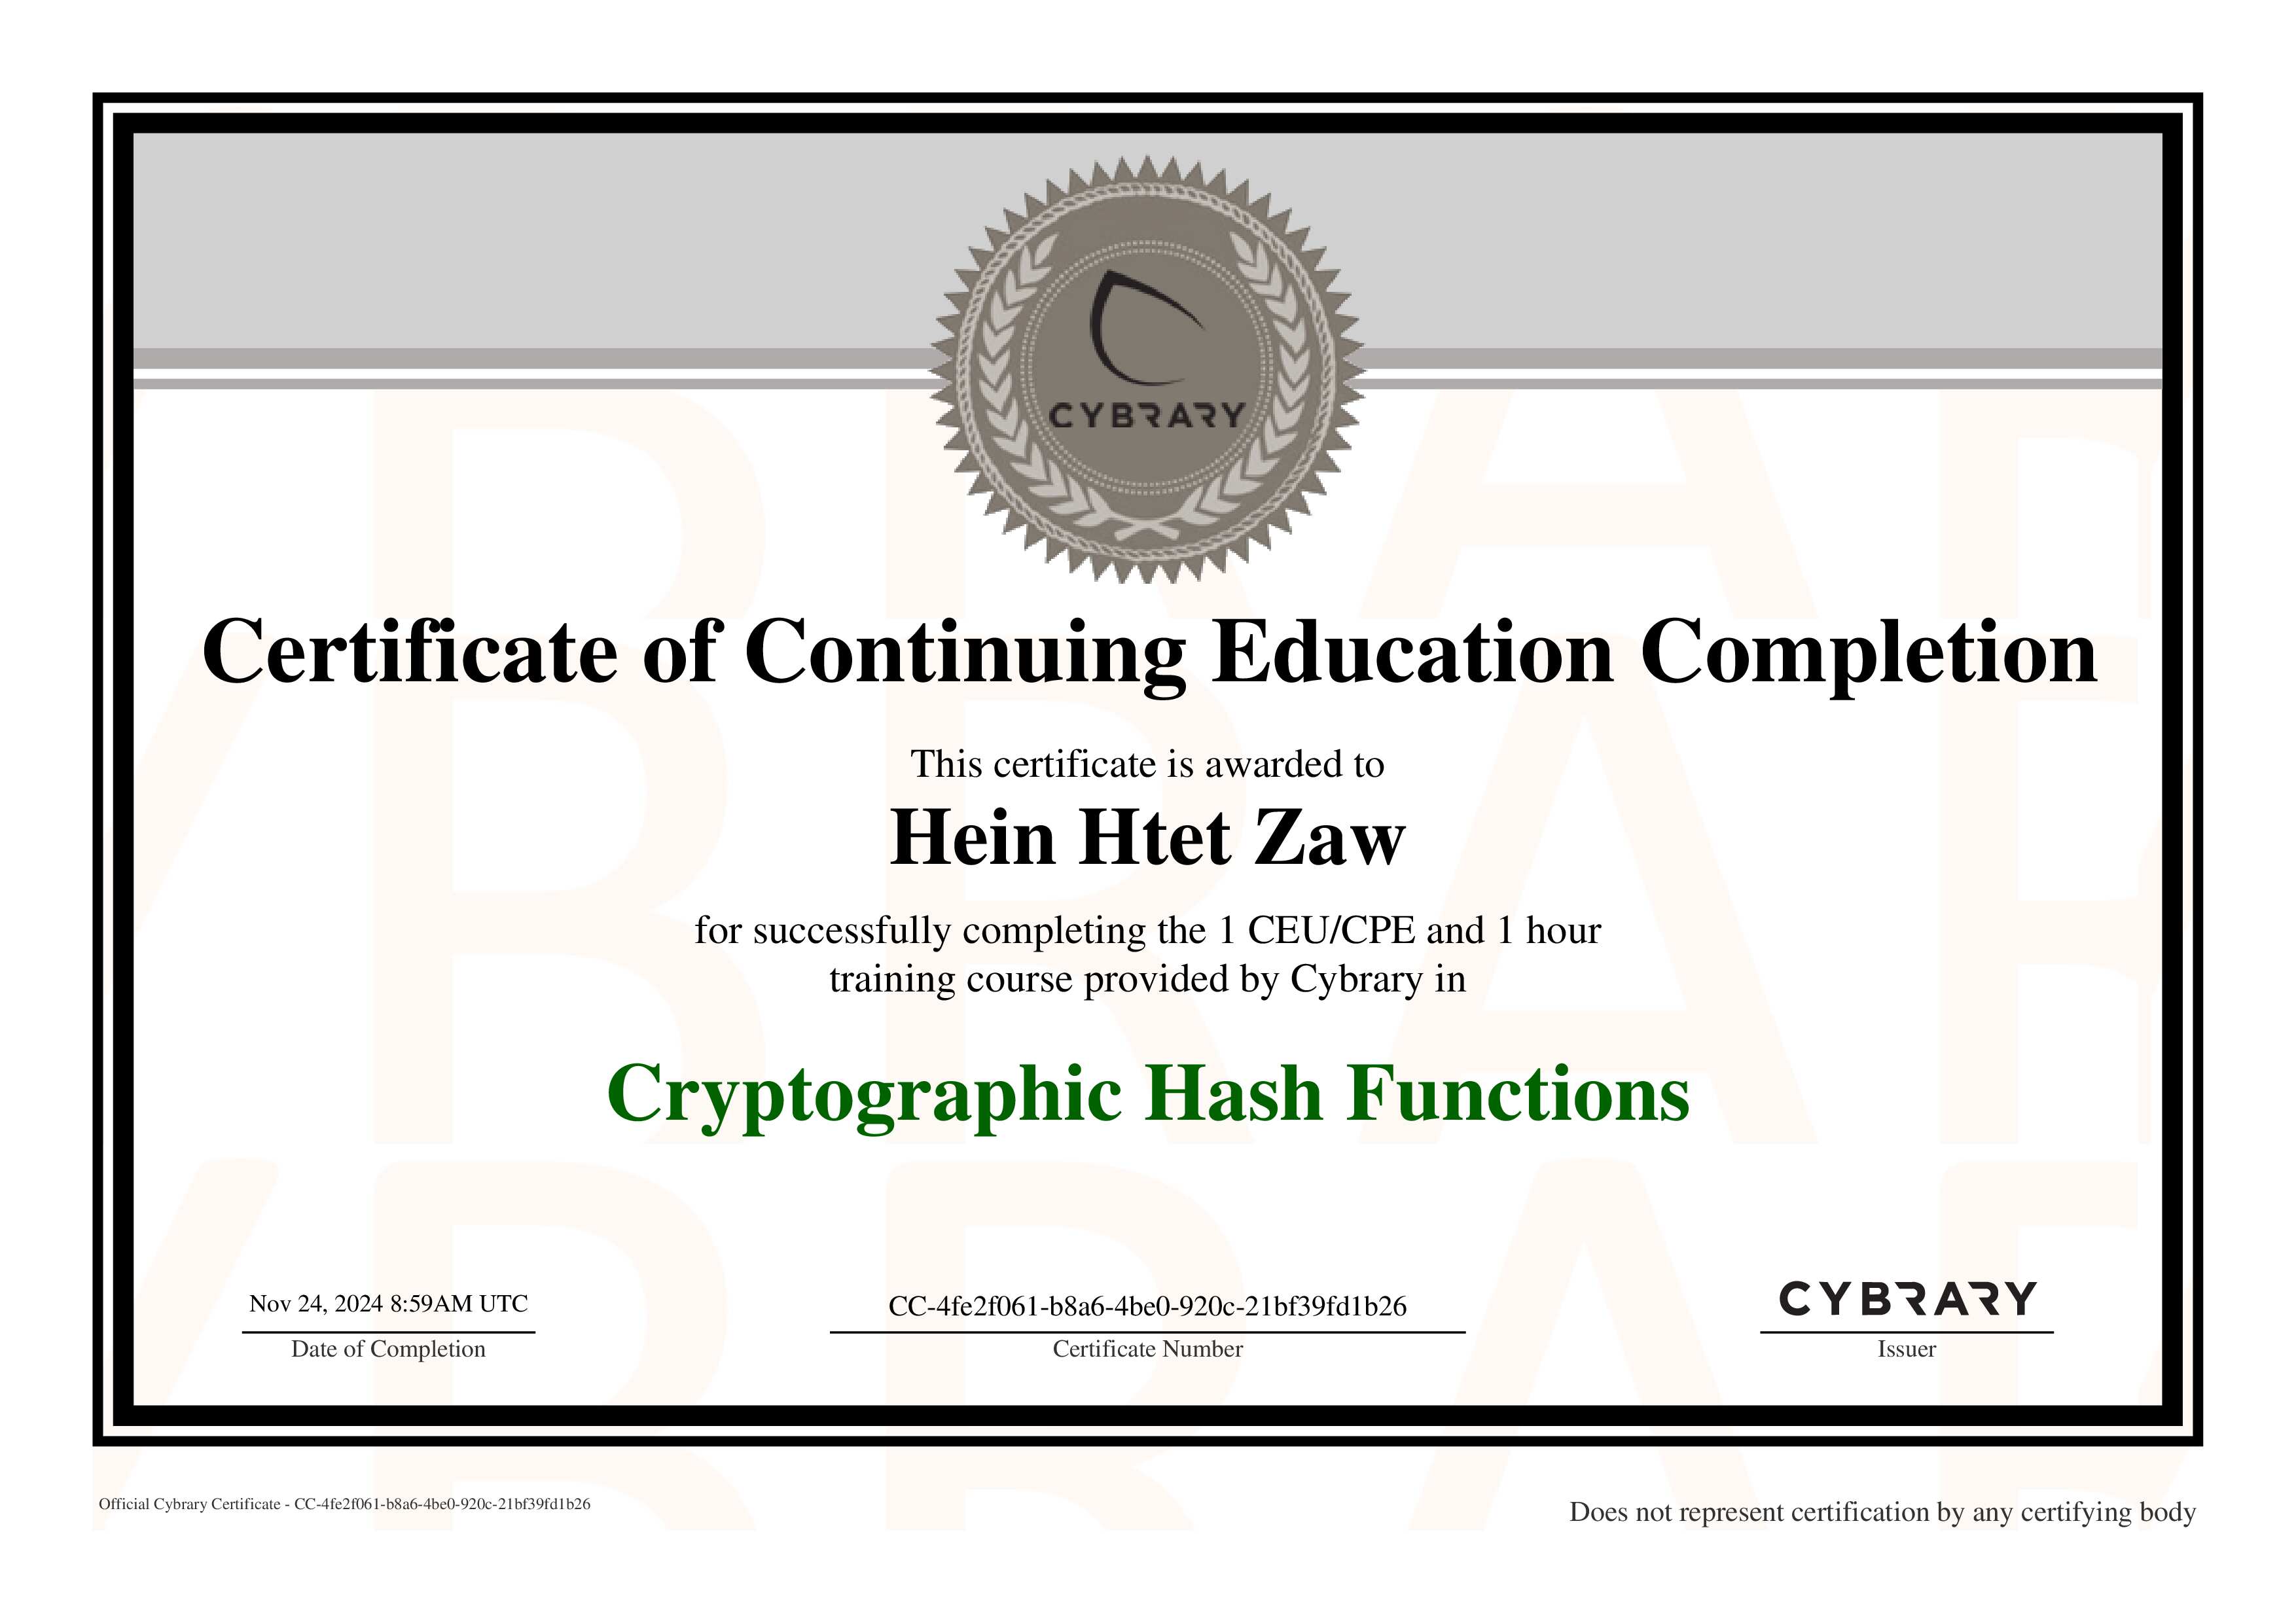 CYBRARY
Certificate of Continuing Education Completion
This certificate is awarded to
Hein Htet Zaw
for successfully completing the 1 CEU/CPE and 1 hour
training course provided by Cybrary in
Cryptographic Hash Functions
Nov 24, 2024 8:59AM UTC
Date of Completion
CC-4fe2f061-b8a6-4be0-920c-21bf39fd1b26
Certificate Number
CYBRARY
Issuer
Official Cybrary Certificate - CC-4fe2f061-b8a6-4be0-920c-21bf39fd1b26
Does not represent certification by any certifying body